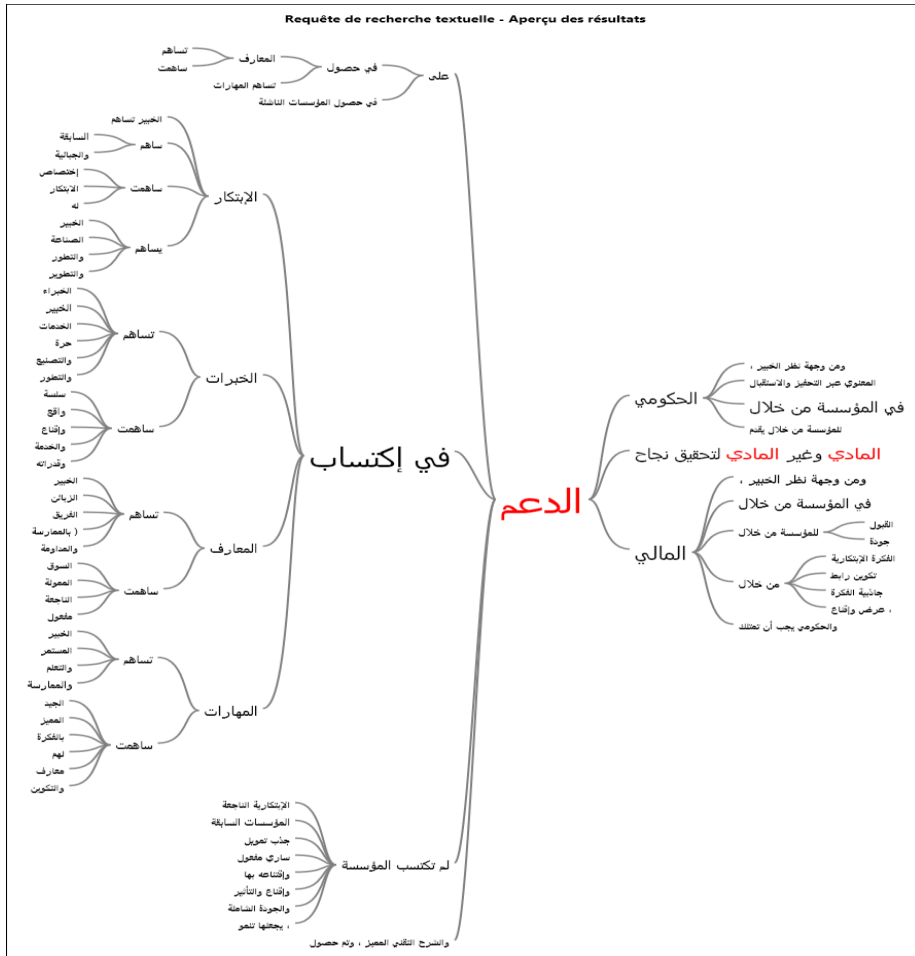 Requête de recherche textuelle - Aperçu des résultats
تساهم
ساهمت
المعارف
تساهم المهارات
في حصول
في حصول المؤسسات الناشئة
على
الخبير تساهم
السابقة
والجبالية
ساهم
إختصاص
الابتكار
له
ساهمت
الخبير
الصناعة
والتطور
والتطوير
يساهم
الإبتكار
الخبراء
الخبير
الخدمات
حرة
والتصنيع
والتطور
تساهم
سلسة
واقع
وإقناع
والخدمة
وقدراته
ساهمت
الخبرات
الخبير
الزبائن
الفريق
( بالممارسة
والمداومة
تساهم
السوق
الممولة
الناجحة
مفعول
ساهمت
المعارف
الخبير
المستمر
والتعلم
والممارسة
تساهم
الجيد
المميز
بالفكرة
لهم
معارف
والتكوين
ساهمت
المهارات
في إكتساب
الإبتكارية الناجحة
المؤسسات السابقة
جذب تمويل
ساري مفعول
وإقتناعه بها
وإقناع والتأثير
والجودة الشاملة
، يجعلها تنمو
لم تكتسب المؤسسة
والشرح التقني المميز ، وتم حصول
الدعم
الحكومي
ومن وجهة نظر الخبير ،
المعنوي عبر التحفيز والاستقبال
في المؤسسة من خلال
للمؤسسة من خلال يقدم
المادي وغير المادي لتحقيق نجاح
المالي
ومن وجهة نظر الخبير ،
في المؤسسة من خلال
للمؤسسة من خلال
القبول
جودة
من خلال
الفكرة الإبتكارية
تكوين رابط
جاذبية الفكرة
، عرض وإقناع
والحكومي يجب أن تمتلك